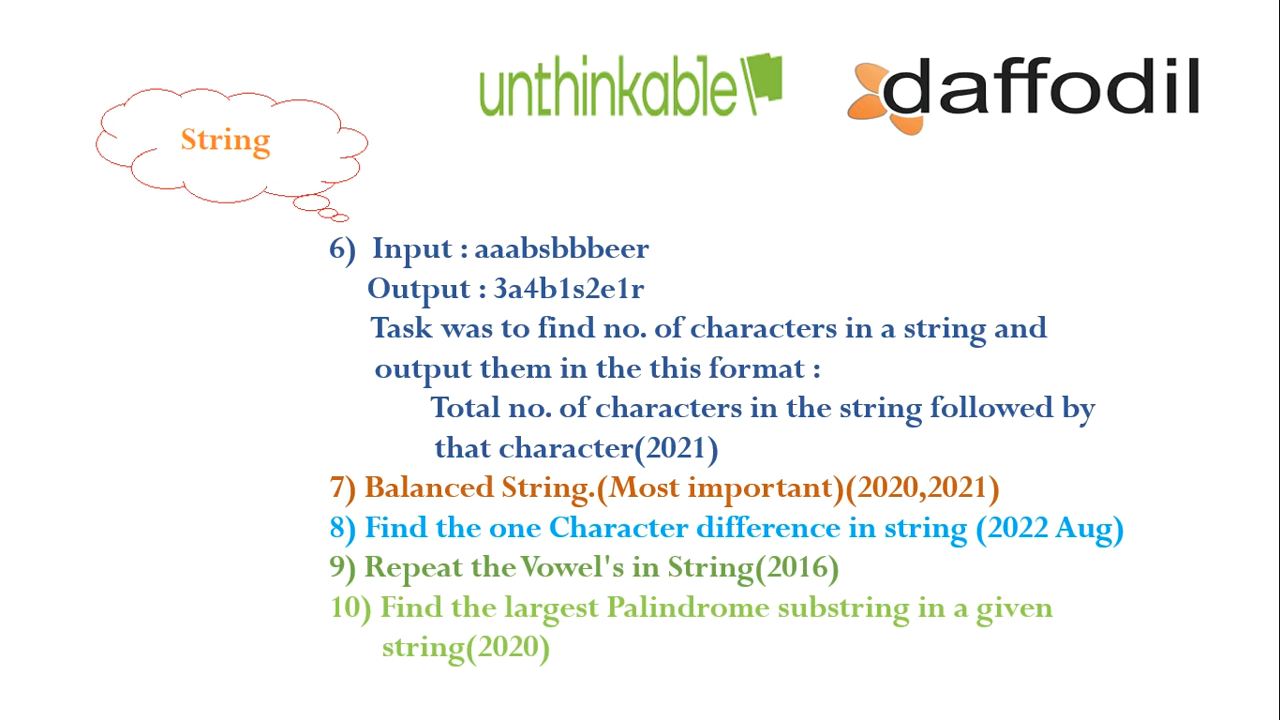 unthinkable
daffodil
String
6) Input : aaabsbbbeer
Output : 3a4b1s2e1r
Task was to find no. of characters in a string and
output them in the this format :
Total no. of characters in the string followed by
that character(2021)
7) Balanced String.(Most important)(2020,2021)
8) Find the one Character difference in string (2022 Aug)
9) Repeat the Vowel's in String(2016)
10) Find the largest Palindrome substring in a given
string(2020)